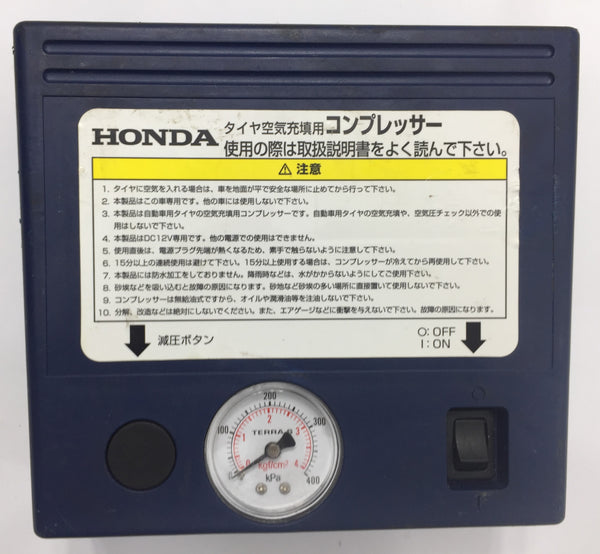 HONDA タイヤ空気充填用コンプレッサー
使用の際は取扱説明書をよく読んで下さい。
⚠ 注意
1. タイヤに空気を入れる場合は、車を地面が平で安全な場所に止めてから行って下さい。
2. 本製品はこの車専用です。他の車には使用しないで下さい。
3. 本製品は自動車用タイヤの空気充填用コンプレッサーです。自動車用タイヤの空気充填や、空気圧チェック以外での使
用はしないで下さい。
4. 本製品はDC12V専用です。他の電源での使用はできません。
5. 使用直後は、電源プラグ先端が熱くなるため、素手で触らないように注意して下さい。
6. 15分以上の連続使用は避けて下さい。15分以上使用する場合は、コンプレッサーが冷えてから再使用して下さい。
7. 本製品には防水加工をしておりません。降雨時などは、水がかからないようにしてご使用下さい。
8. 砂埃などを吸い込むと故障の原因になります。砂地など砂埃の多い場所に直接置いて使用しないで下さい。
9. コンプレッサーは無給油式ですから、オイルや潤滑油等を注油しないで下さい。
10. 分解、改造などは絶対にしないでください。また、エアゲージなどに衝撃を与えないで下さい。故障の原因になります。
減圧ボタン
O:OFF
I:ON
0 100 200 300 400
0 1 2 3 4
TERRA-S
kgf/cm²
kPa